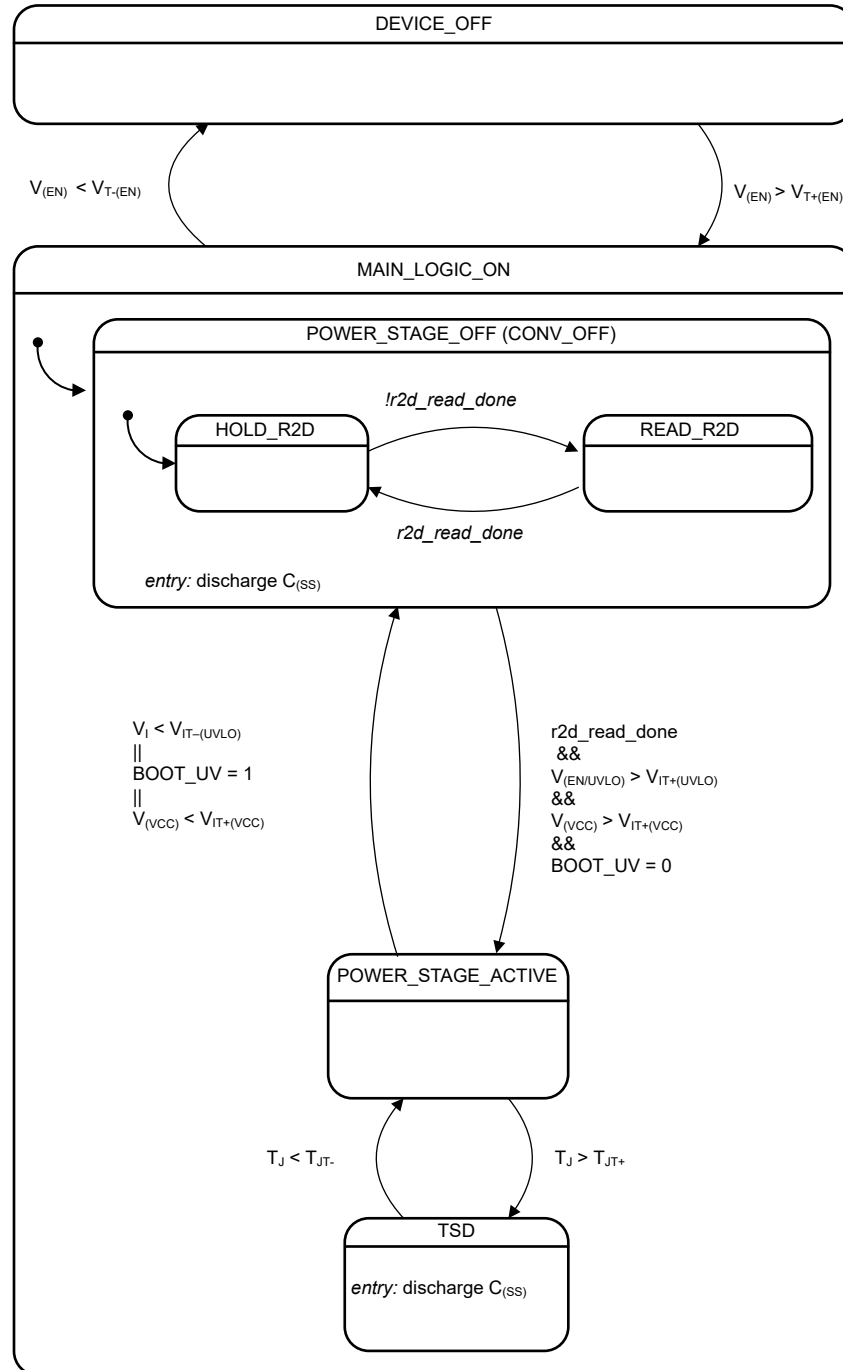 DEVICE_OFF
V(EN) < VT-(EN)
V(EN) > VT+(EN)
MAIN_LOGIC_ON
POWER_STAGE_OFF (CONV_OFF)
!r2d_read_done
HOLD_R2D
READ_R2D
r2d_read_done
entry: discharge C(SS)
VI < VIT–(UVLO)
||
BOOT_UV = 1
||
V(VCC) < VIT+(VCC)
r2d_read_done
&&
V(EN/UVLO) > VIT+(UVLO)
&&
V(VCC) > VIT+(VCC)
&&
BOOT_UV = 0
POWER_STAGE_ACTIVE
TJ < TJT-
TJ > TJT+
TSD
entry: discharge C(SS)